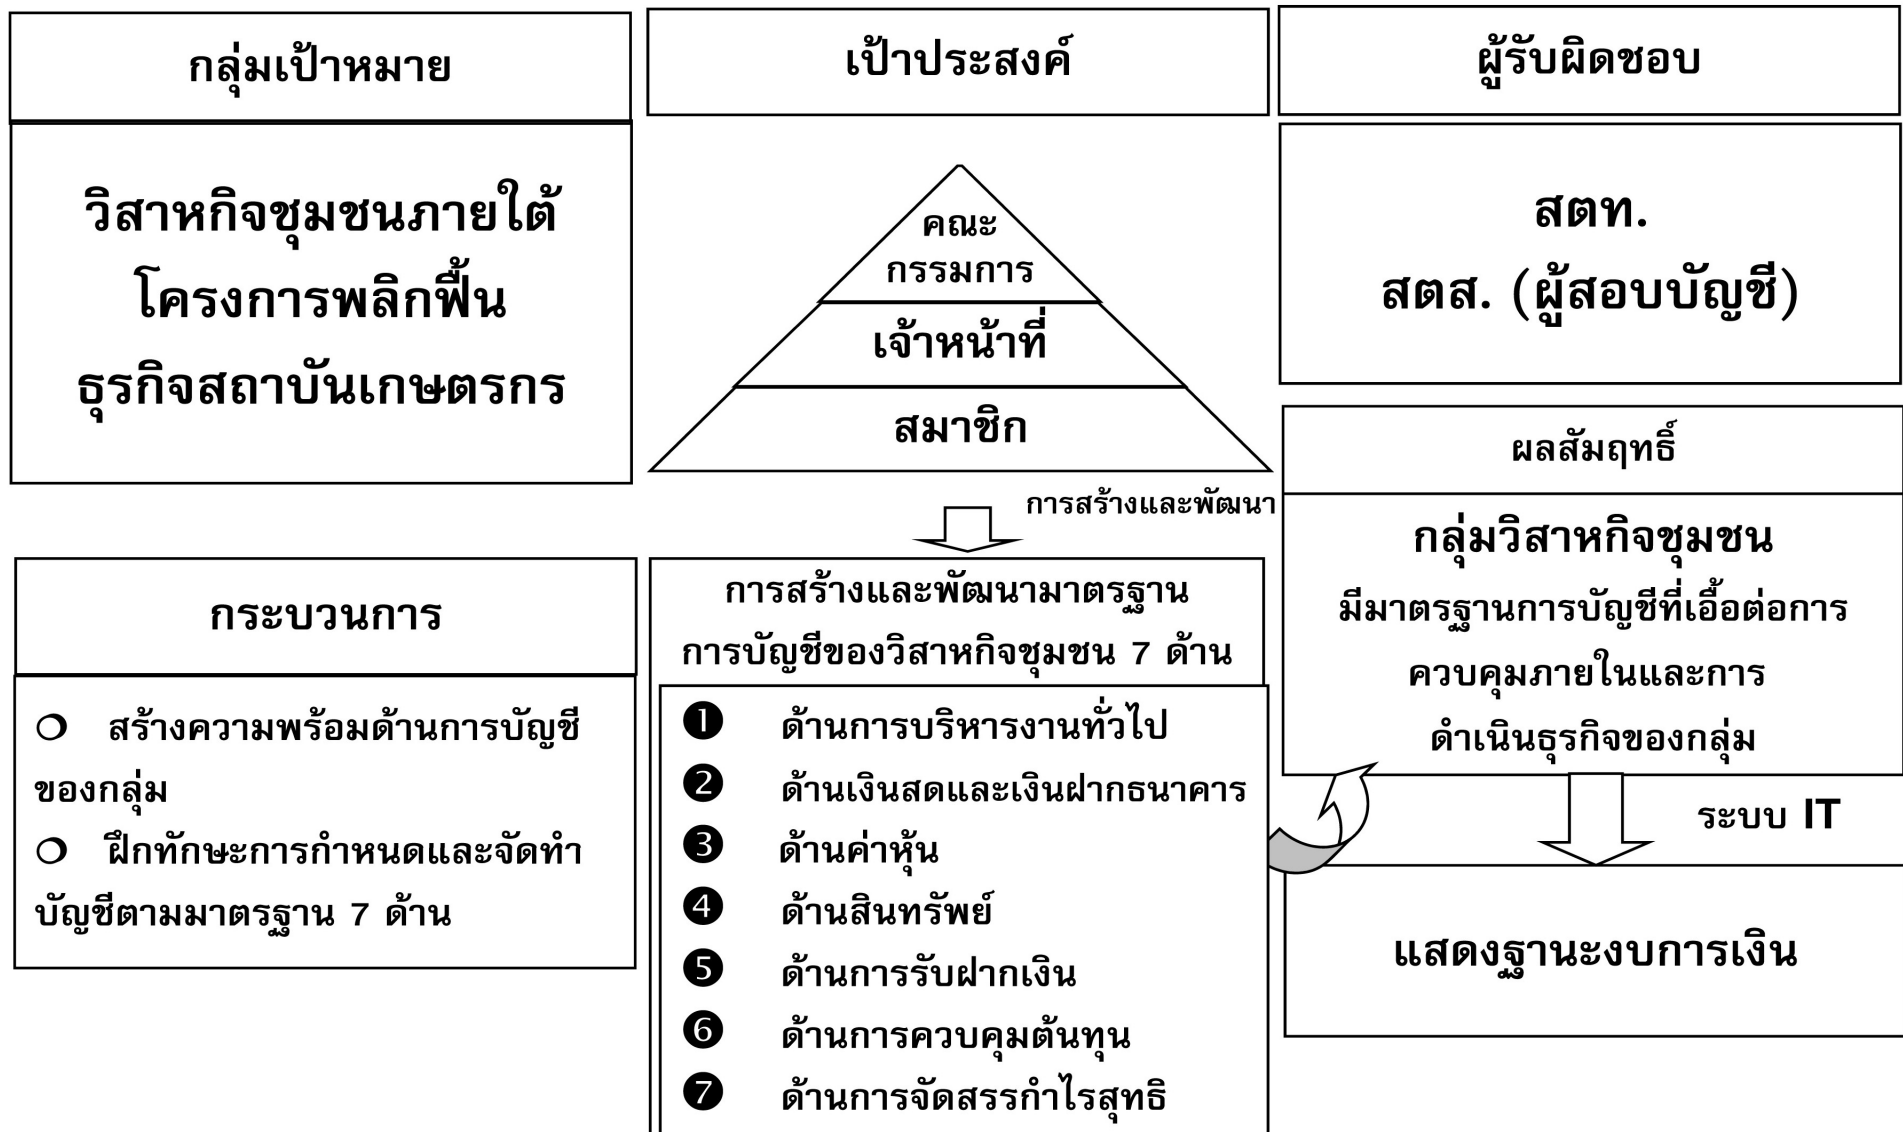 กลุ่มเป้าหมาย
วิสาหกิจชุมชนภายใต้
โครงการพลิกฟื้น
ธุรกิจสถาบันเกษตรกร
เป้าประสงค์
คณะ
กรรมการ
เจ้าหน้าที่
สมาชิก
การสร้างและพัฒนา
ผู้รับผิดชอบ
สตท.
สตส. (ผู้สอบบัญชี)
กระบวนการ
❍ สร้างความพร้อมด้านการบัญชี
ของกลุ่ม
❍ ฝึกทักษะการกำหนดและจัดทำ
บัญชีตามมาตรฐาน 7 ด้าน
การสร้างและพัฒนามาตรฐาน
การบัญชีของวิสาหกิจชุมชน 7 ด้าน
❶ ด้านการบริหารงานทั่วไป
❷ ด้านเงินสดและเงินฝากธนาคาร
❸ ด้านค่าหุ้น
❹ ด้านสินทรัพย์
❺ ด้านการรับฝากเงิน
❻ ด้านการควบคุมต้นทุน
❼ ด้านการจัดสรรกำไรสุทธิ
ผลสัมฤทธิ์
กลุ่มวิสาหกิจชุมชน
มีมาตรฐานการบัญชีที่เอื้อต่อการ
ควบคุมภายในและการ
ดำเนินธุรกิจของกลุ่ม
ระบบ IT
แสดงฐานะงบการเงิน